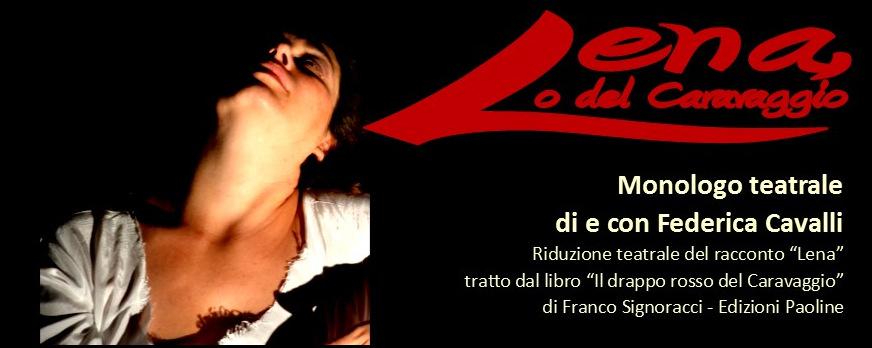 Lena,
o del Caravaggio
Monologo teatrale
di e con Federica Cavalli
Riduzione teatrale del racconto “Lena”
tratto dal libro “Il drappo rosso del Caravaggio”
di Franco Signoracci - Edizioni Paoline